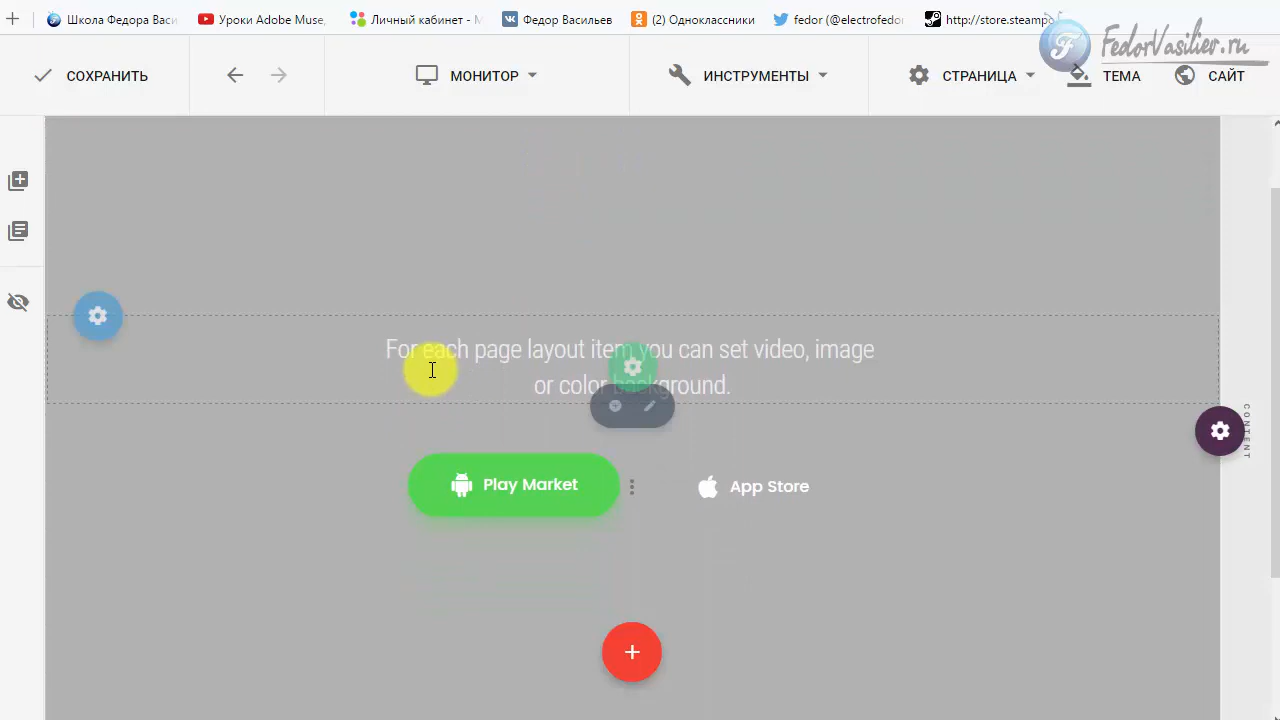 Школа Федора Васи
Уроки Adobe Muse,
Личный кабинет - М
Федор Васильев
(2) Одноклассники
fedor (@electrofedor
http://store.steampo
FedorVasiliev.ru
СОХРАНИТЬ
МОНИТОР
ИНСТРУМЕНТЫ
СТРАНИЦА
ТЕМА
САЙТ
For each page layout item you can set video, image
or color background.
CONTENT
Play Market
App Store